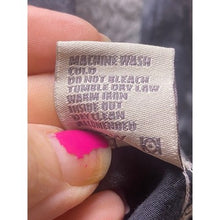 MACHINE WASH
COLD
DO NOT BLEACH
TUMBLE DRY LOW
WARM IRON
INSIDE OUT
DRY CLEAN